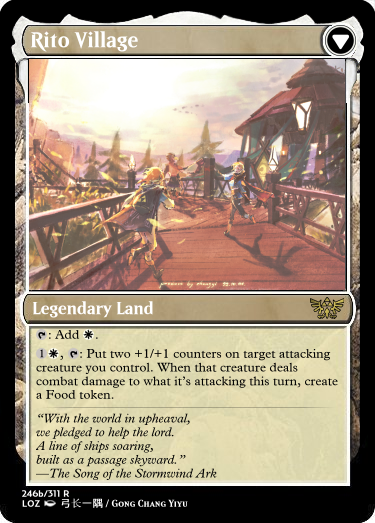 Rito Village
Legendary Land
: Add .
1 , : Put two +1/+1 counters on target attacking
creature you control. When that creature deals
combat damage to what it's attacking this turn, create
a Food token.
“With the world in upheaval,
we pledged to help the lord.
A line of ships soaring,
built as a passage skyward.”
—The Song of the Stormwind Ark
246b/311 R
LOZ 弓长一隅 / Gong Chang Yiyu